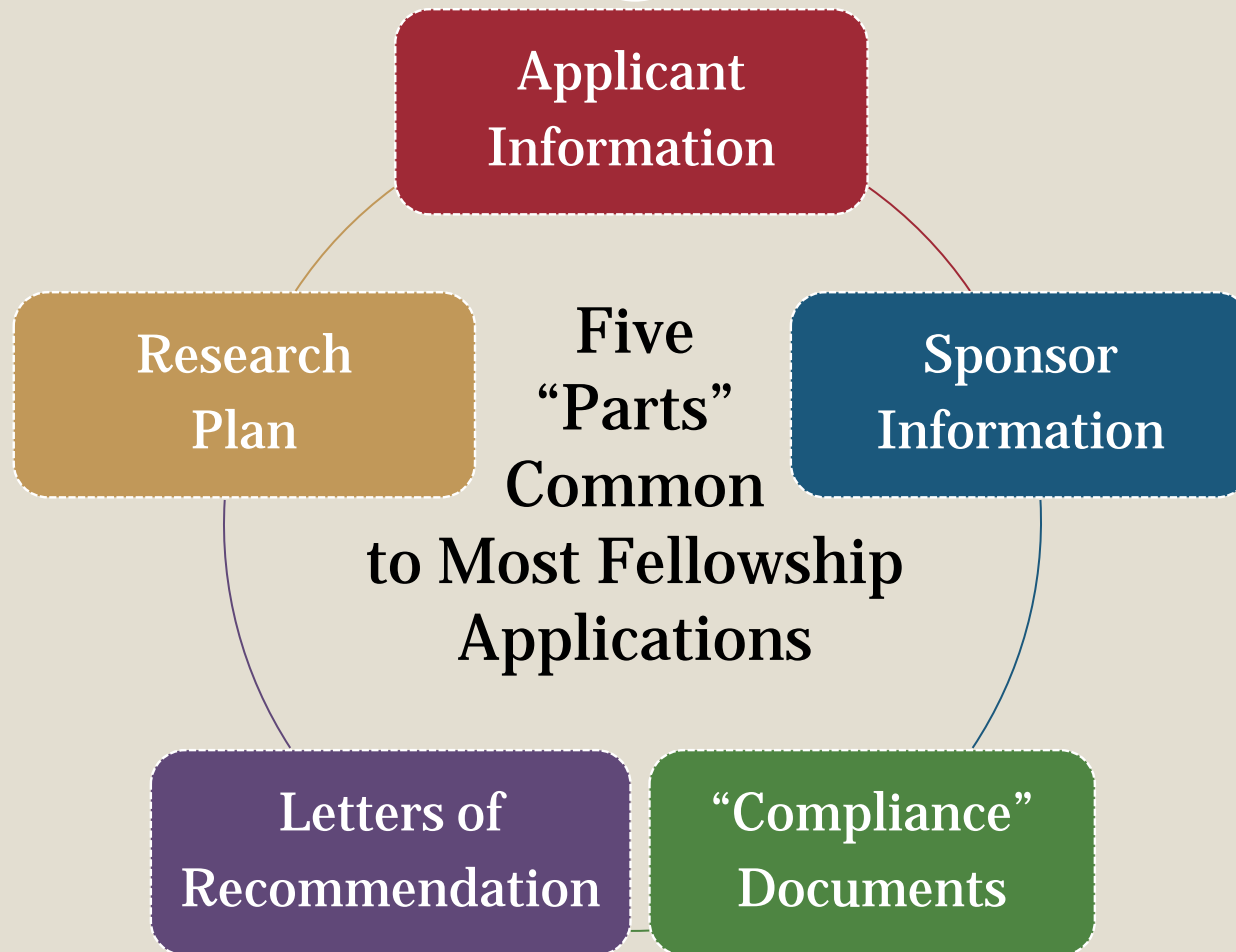 Applicant
Information
Research
Plan
Five
“Parts”
Common
to Most Fellowship
Applications
Sponsor
Information
Letters of
Recommendation
“Compliance”
Documents